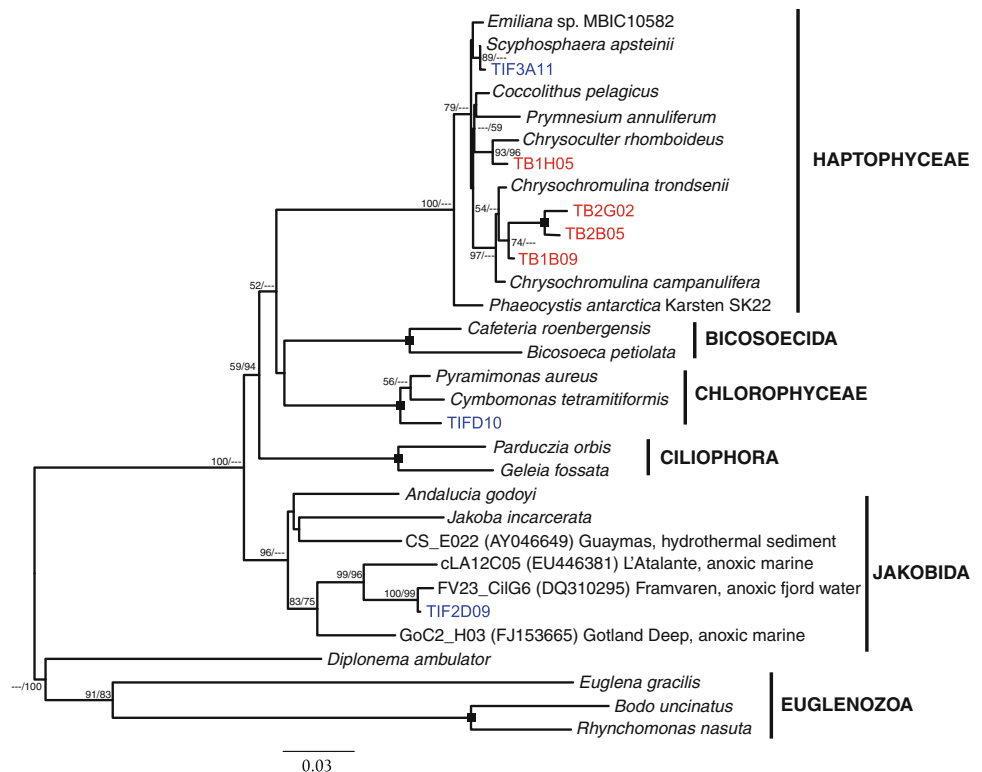 Emiliana sp. MBIC10582
Scyphosphaera apsteinii
89/---
TIF3A11
Coccolithus pelagicus
79/---
Prymnesium annuliferum
---/59
Chrysoculter rhomboideus
93/96
TB1H05
HAPTOPHYCEAE
Chrysochromulina trondsenii
100/---
54/---
TB2G02
TB2B05
74/---
97/---
TB1B09
Chrysochromulina campanulifera
52/---
Phaeocystis antarctica Karsten SK22
Cafeteria roenbergensis
BICOSOECIDA
Bicosoeca petiolata
59/94
Pyramimonas aureus
56/---
CHLOROPHYCEAE
Cymbomonas tetramitiformis
TIFD10
Parduczia orbis
CILIOPHORA
100/---
Geleia fossata
Andalucia godoyi
Jakoba incarcerata
CS_E022 (AY046649) Guaymas, hydrothermal sediment
96/---
cLA12C05 (EU446381) L'Atalante, anoxic marine
99/96
JAKOBIDA
FV23_CilG6 (DQ310295) Framvaren, anoxic fjord water
100/99
TIF2D09
83/75
GoC2_H03 (FJ153665) Gotland Deep, anoxic marine
Diplonema ambulator
---/100
Euglena gracilis
91/83
EUGLENOZOA
Bodo uncinatus
Rhynchomonas nasuta
0.03